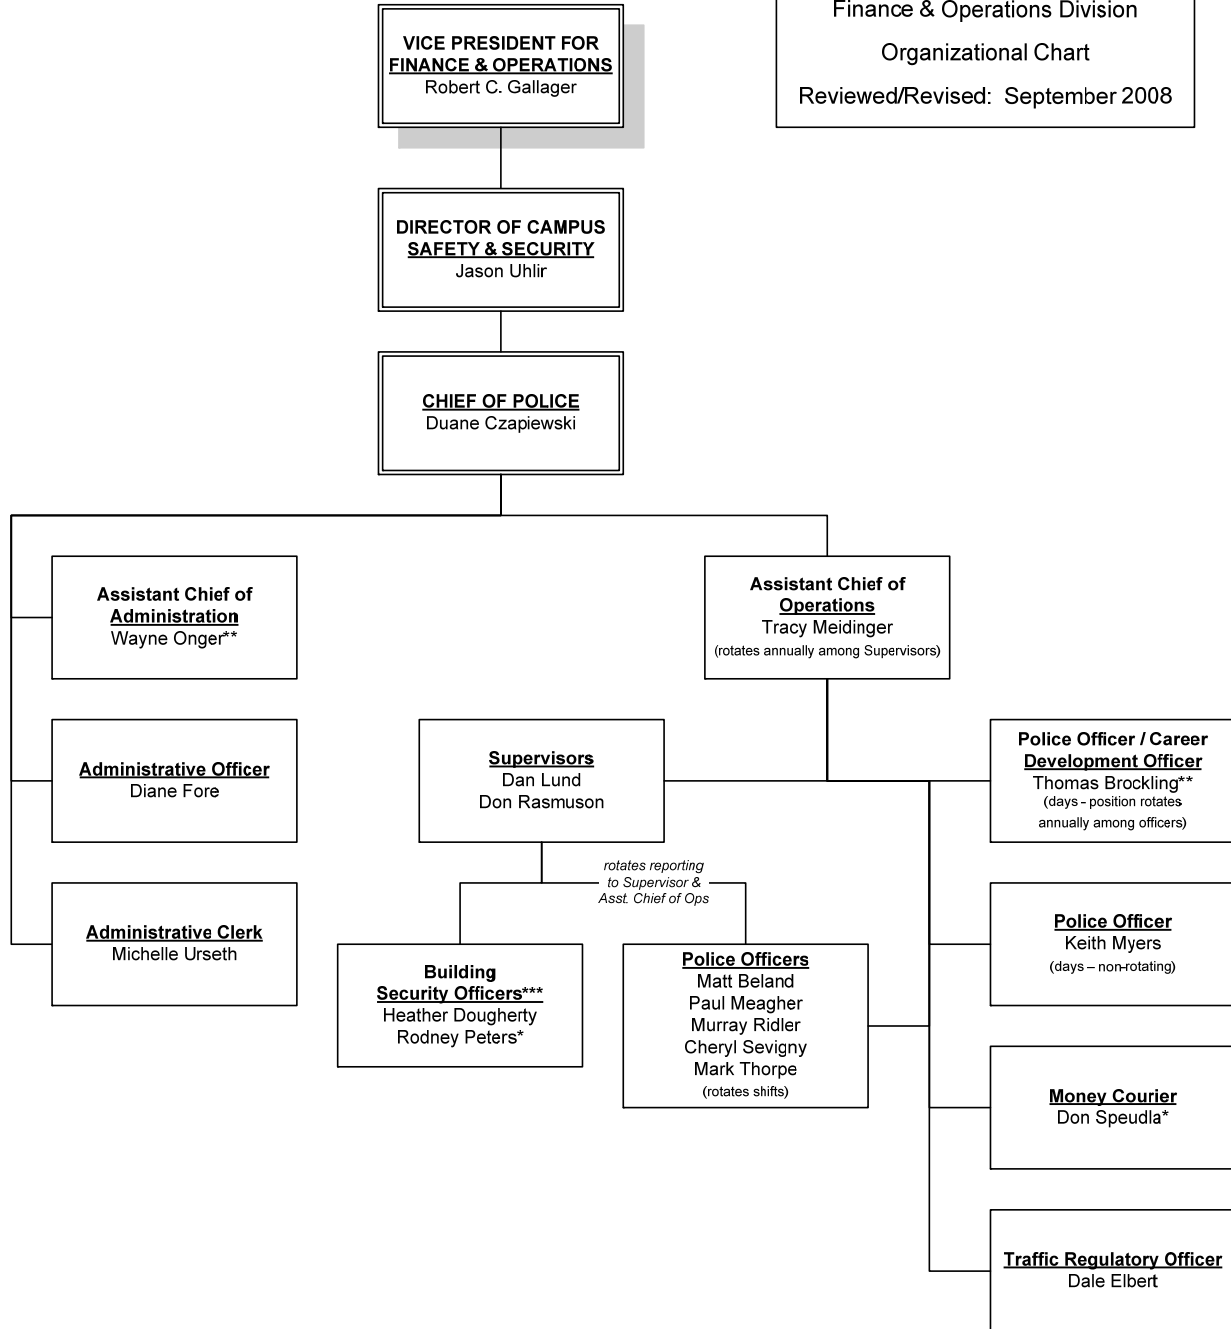 Finance & Operations Division
Organizational Chart
Reviewed/Revised: September 2008
VICE PRESIDENT FOR
FINANCE & OPERATIONS
Robert C. Gallager
DIRECTOR OF CAMPUS
SAFETY & SECURITY
Jason Uhlir
CHIEF OF POLICE
Duane Czapiewski
Assistant Chief of
Administration
Wayne Onger**
Assistant Chief of
Operations
Tracy Meidinger
(rotates annually among Supervisors)
Administrative Officer
Diane Fore
Supervisors
Dan Lund
Don Rasmuson
Police Officer / Career
Development Officer
Thomas Brockling**
(days - position rotates
annually among officers)
rotates reporting
to Supervisor &
Asst. Chief of Ops
Administrative Clerk
Michelle Urseth
Building
Security Officers***
Heather Dougherty
Rodney Peters*
Police Officers
Matt Beland
Paul Meagher
Murray Ridler
Cheryl Sevigny
Mark Thorpe
(rotates shifts)
Police Officer
Keith Myers
(days – non-rotating)
Money Courier
Don Speudla*
Traffic Regulatory Officer
Dale Elbert